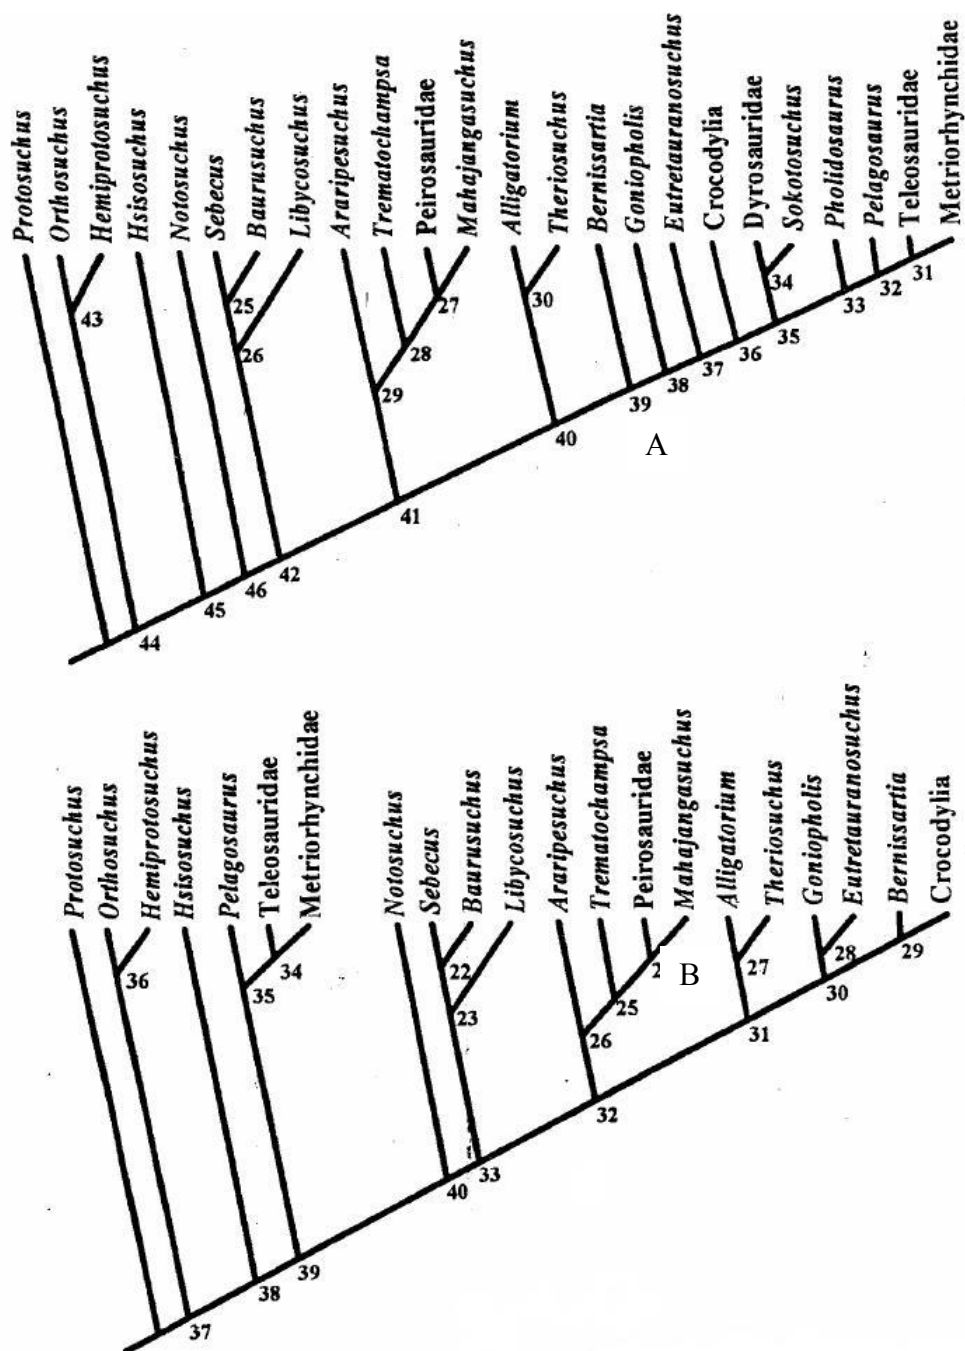 Protosuchus
Orthosuchus
Hemiprotosuchus
Hsisosuchus
Notosuchus
Sebecus
Baurusuchus
Libycosuchus
Araripesuchus
Trematochampsa
Peirosauridae
Mahajangasuchus
Alligatorium
Theriosuchus
Bernissartia
Goniopholis
Eutretauranosuchus
Crocodylia
Dyrosauridae
Sokotosuchus
Pholidosaurus
Pelagosaurus
Teleosauridae
Metriorhynchidae
43
25
26
27
28
29
30
34
31
32
33
35
36
37
38
39
40
A
41
42
46
45
44
Protosuchus
Orthosuchus
Hemiprotosuchus
Hsisosuchus
Pelagosaurus
Teleosauridae
Metriorhynchidae
Notosuchus
Sebecus
Baurusuchus
Libycosuchus
Araripesuchus
Trematochampsa
Peirosauridae
Mahajangasuchus
Alligatorium
Theriosuchus
Goniopholis
Eutretauranosuchus
Bernissartia
Crocodylia
36
34
35
22
23
2
B
25
26
27
28
29
30
31
32
33
40
39
38
37